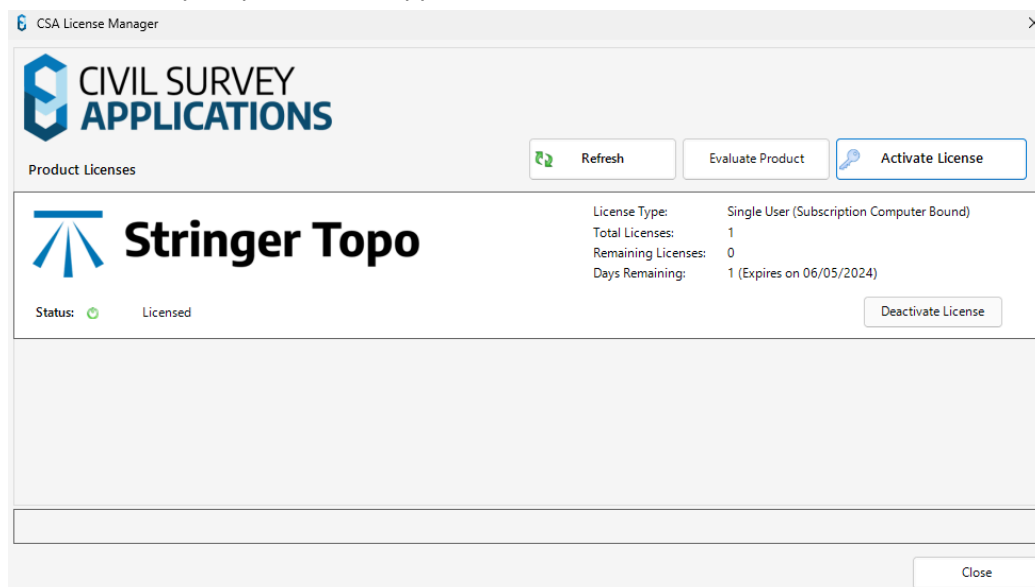 CSA License Manager
CIVIL SURVEY
APPLICATIONS
Product Licenses
Refresh
Evaluate Product
Activate License
Stringer Topo
License Type: Single User (Subscription Computer Bound)
Total Licenses: 1
Remaining Licenses: 0
Days Remaining: 1 (Expires on 06/05/2024)
Status: Licensed
Deactivate License
Close